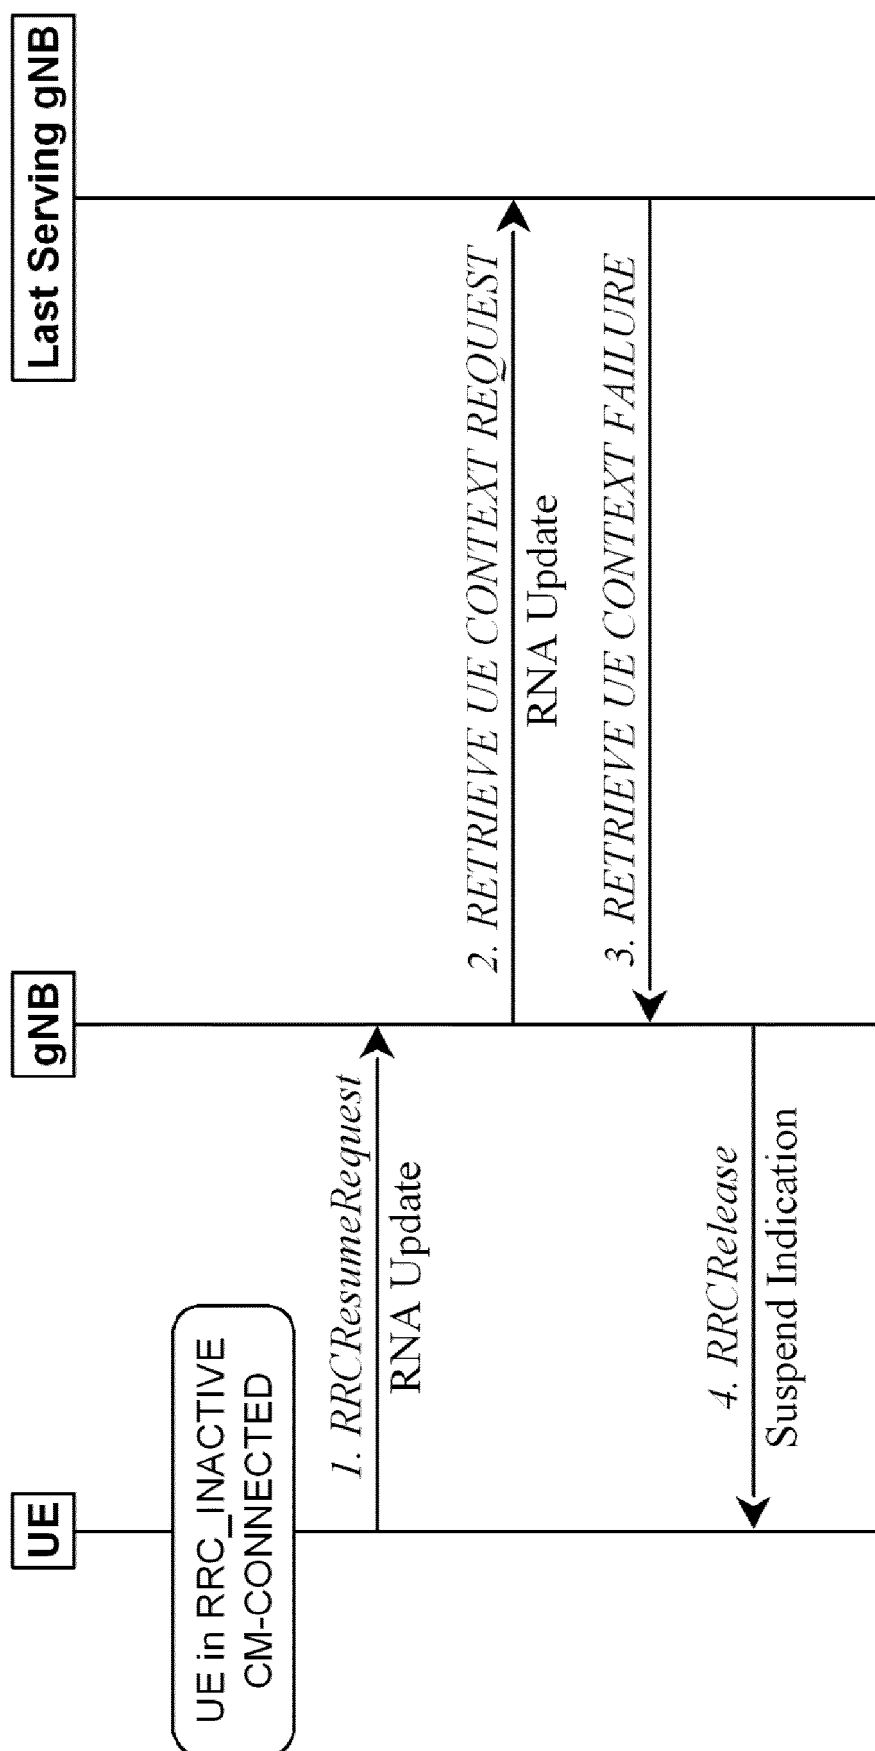 UE
gNB
Last Serving gNB
UE in RRC_INACTIVE
CM-CONNECTED
1. RRCResumeRequest
RNA Update
2. RETRIEVE UE CONTEXT REQUEST
RNA Update
3. RETRIEVE UE CONTEXT FAILURE
4. RRCRelease
Suspend Indication